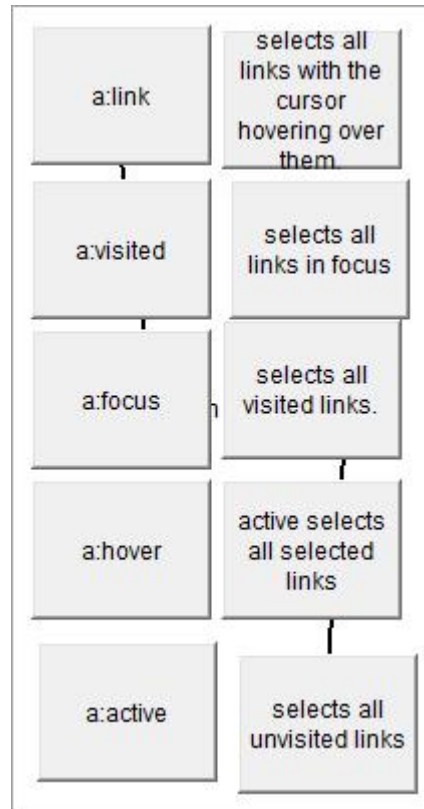 a:link
selects all
links with the
cursor
hovering over
them.
a:visited
selects all
links in focus
a:focus
selects all
visited links.
a:hover
active selects
all selected
links
a:active
selects all
unvisited links